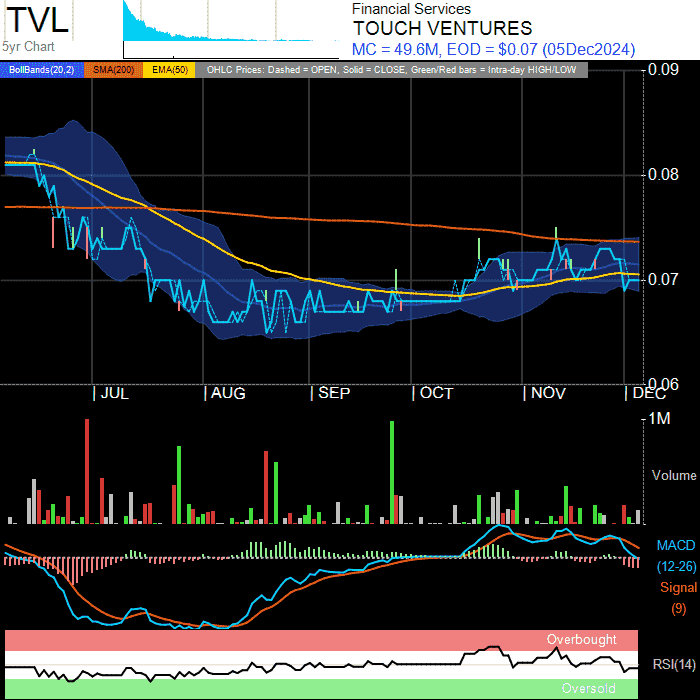 TVL
5yr Chart
Financial Services
TOUCH VENTURES
MC = 49.6M, EOD = $0.07 (05Dec2024)
BollBands(20,2) SMA(200) EMA(50) OHLC Prices: Dashed = OPEN, Solid = CLOSE, Green/Red bars = Intra-day HIGH/LOW
0.09
0.08
0.07
0.06
JUL AUG SEP OCT NOV DEC
1M
Volume
MACD
(12-26)
Signal
(9)
Overbought
RSI(14)
Oversold